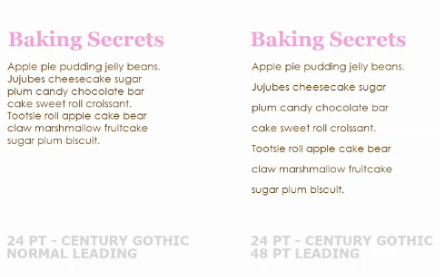 Baking Secrets
Apple pie pudding jelly beans.
Jujubes cheesecake sugar
plum candy chocolate bar
cake sweet roll croissant.
Tootsie roll apple cake bear
claw marshmallow fruitcake
sugar plum biscuit.
24 PT - CENTURY GOTHIC
NORMAL LEADING
Baking Secrets
Apple pie pudding jelly beans.
Jujubes cheesecake sugar
plum candy chocolate bar
cake sweet roll croissant.
Tootsie roll apple cake bear
claw marshmallow fruitcake
sugar plum biscuit.
24 PT - CENTURY GOTHIC
48 PT LEADING